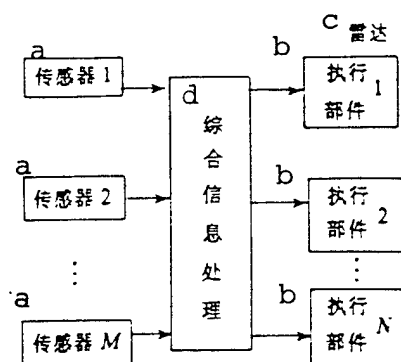 c 雷达
a
传感器 1
d
综合信息处理
b
执行部件 1
a
传感器 2
b
执行部件 2
⋮
⋮
a
传感器 M
b
执行部件 N